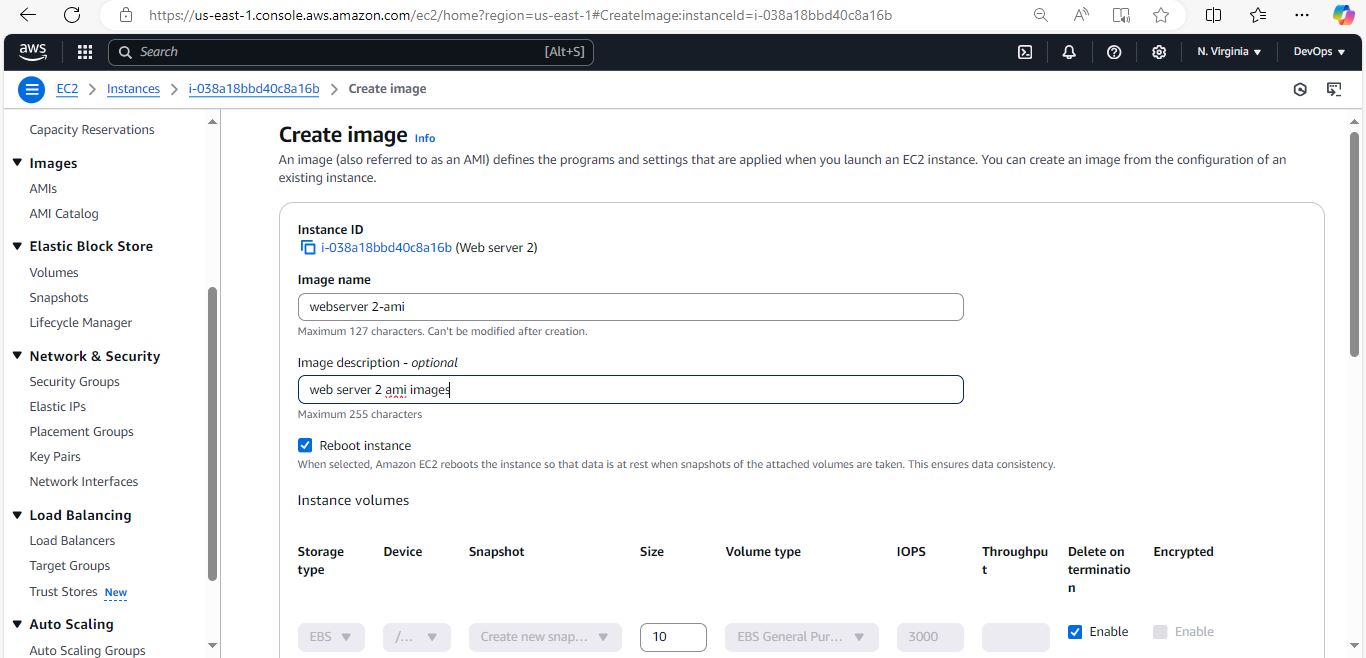 https://us-east-1.console.aws.amazon.com/ec2/home?region=us-east-1#CreateImage:instanceId=i-038a18bbd40c8a16b
aws
Search [Alt+S]
N. Virginia
DevOps
EC2 > Instances > i-038a18bbd40c8a16b > Create image
Capacity Reservations
Images
AMIs
AMI Catalog
Elastic Block Store
Volumes
Snapshots
Lifecycle Manager
Network & Security
Security Groups
Elastic IPs
Placement Groups
Key Pairs
Network Interfaces
Load Balancing
Load Balancers
Target Groups
Trust Stores New
Auto Scaling
Auto Scaling Groups
Create image Info
An image (also referred to as an AMI) defines the programs and settings that are applied when you launch an EC2 instance. You can create an image from the configuration of an
existing instance.
Instance ID
i-038a18bbd40c8a16b (Web server 2)
Image name
webserver 2-ami
Maximum 127 characters. Can't be modified after creation.
Image description - optional
web server 2 ami images
Maximum 255 characters
Reboot instance
When selected, Amazon EC2 reboots the instance so that data is at rest when snapshots of the attached volumes are taken. This ensures data consistency.
Instance volumes
Storage Device Snapshot Size Volume type IOPS Throughpu Delete on Encrypted
type t terminatio
n
EBS /... Create new snap... 10 EBS General Pur... 3000 Enable Enable